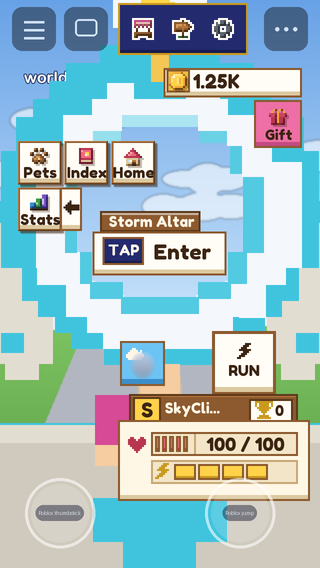 world
1.25K
Gift
Pets
Index
Home
Stats
Storm Altar
TAP Enter
RUN
S SkyCli... 0
100 / 100
Roblox thumbstick
Roblox jump